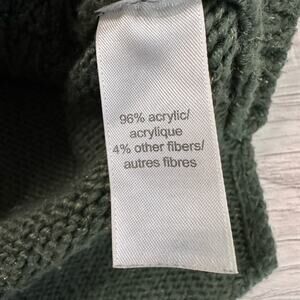 96% acrylic/
acrylique
4% other fibers/
autres fibres